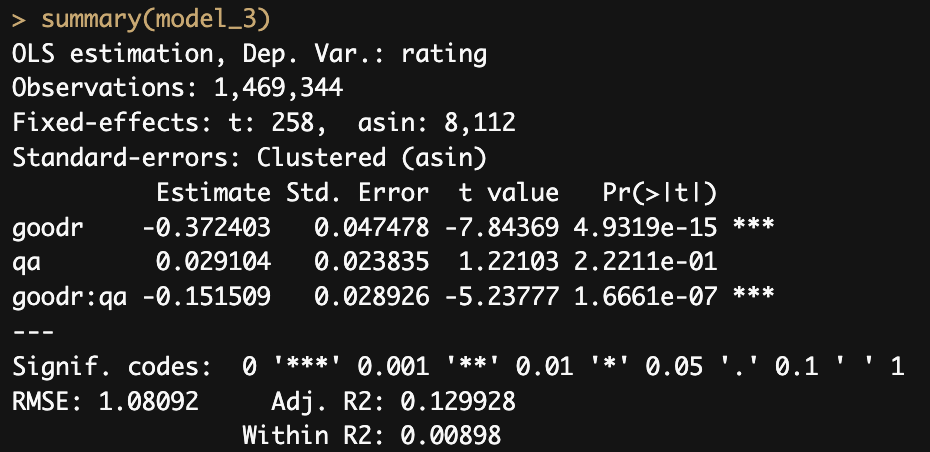 > summary(model_3)
OLS estimation, Dep. Var.: rating
Observations: 1,469,344
Fixed-effects: t: 258,  asin: 8,112
Standard-errors: Clustered (asin)
          Estimate Std. Error  t value   Pr(>|t|)
goodr    -0.372403   0.047478 -7.84369 4.9319e-15 ***
qa        0.029104   0.023835  1.22103 2.2211e-01
goodr:qa -0.151509   0.028926 -5.23777 1.6661e-07 ***
---
Signif. codes:  0 '***' 0.001 '**' 0.01 '*' 0.05 '.' 0.1 ' ' 1
RMSE: 1.08092     Adj. R2: 0.129928
                Within R2: 0.00898